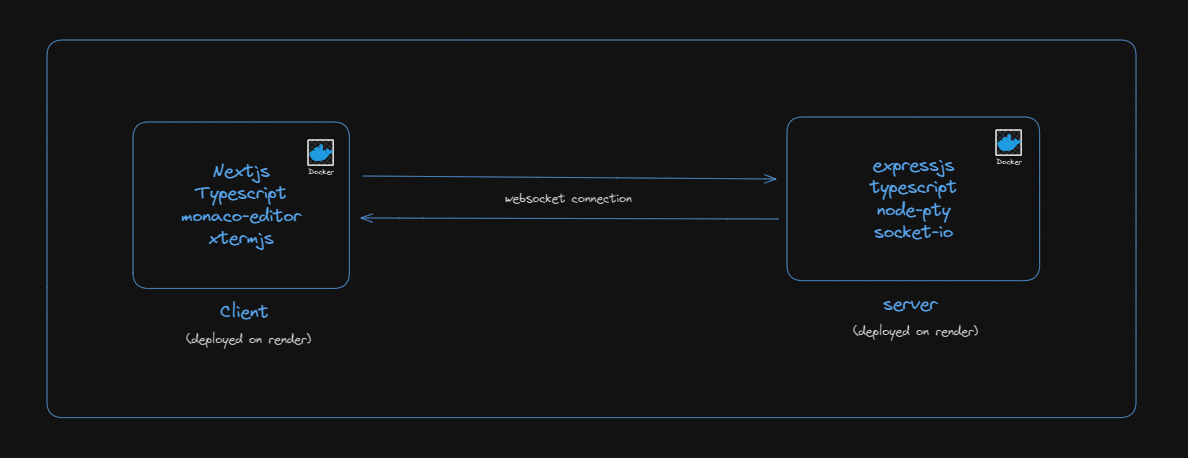 Docker
Nextjs
Typescript
monaco-editor
xtermjs
Client
(deployed on render)
websocket connection
Docker
expressjs
typescript
node-pty
socket-io
server
(deployed on render)